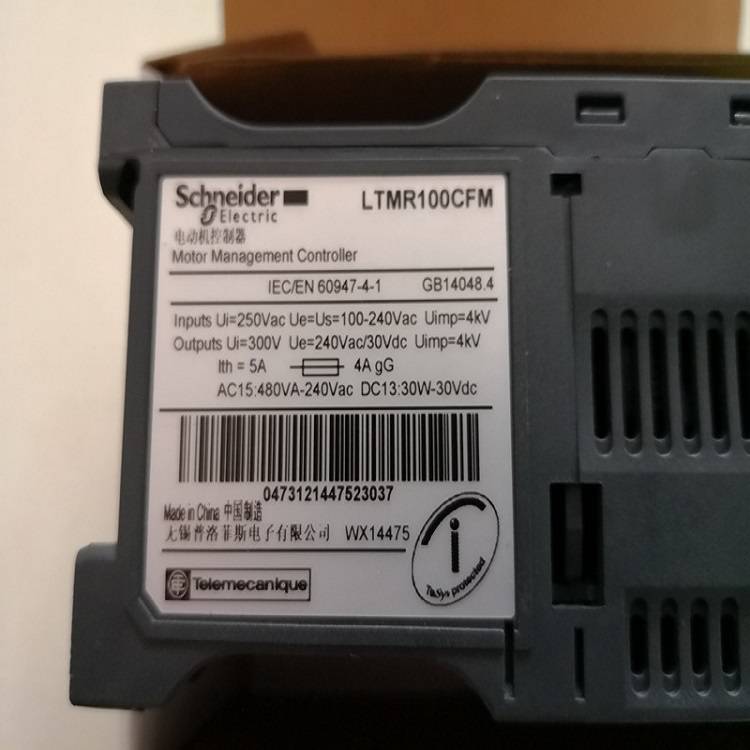 Schneider
Electric
LTMR100CFM
电动机控制器
Motor Management Controller
IEC/EN 60947-4-1 GB14048.4
Inputs Ui=250Vac Ue=Us=100-240Vac Uimp=4kV
Outputs Ui=300V Ue=240Vac/30Vdc Uimp=4kV
Ith = 5A 4A gG
AC15:480VA-240Vac DC13:30W-30Vdc
0473121447523037
Made in China 中国制造
无锡普洛菲斯电子有限公司 WX14475
i
TeSys protected
Telemecanique